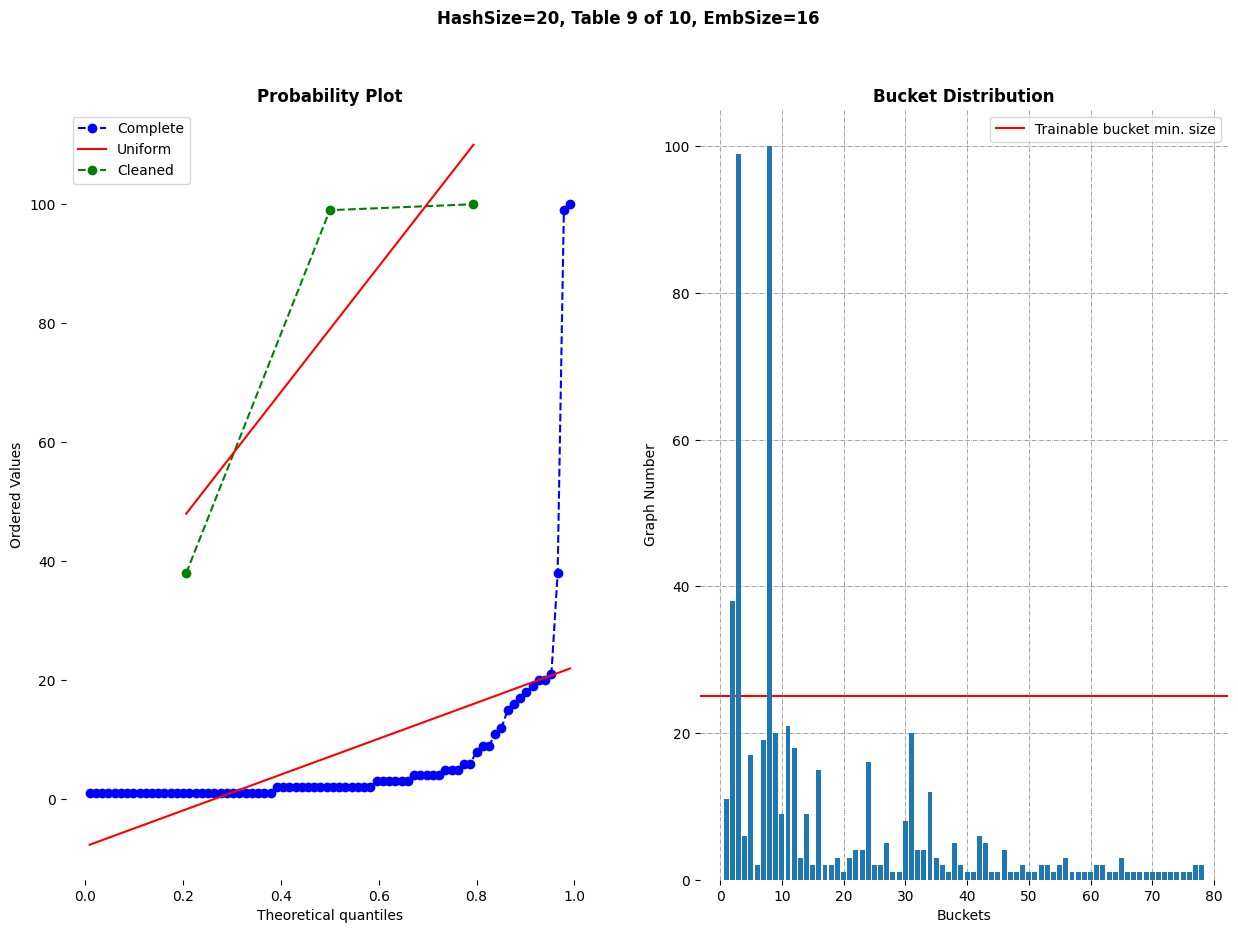 HashSize=20, Table 9 of 10, EmbSize=16
Probability Plot
Complete
Uniform
Cleaned
100
80
60
40
20
0
Ordered Values
0.0 0.2 0.4 0.6 0.8 1.0
Theoretical quantiles
Bucket Distribution
Trainable bucket min. size
100
80
60
40
20
0
Graph Number
0 10 20 30 40 50 60 70 80
Buckets